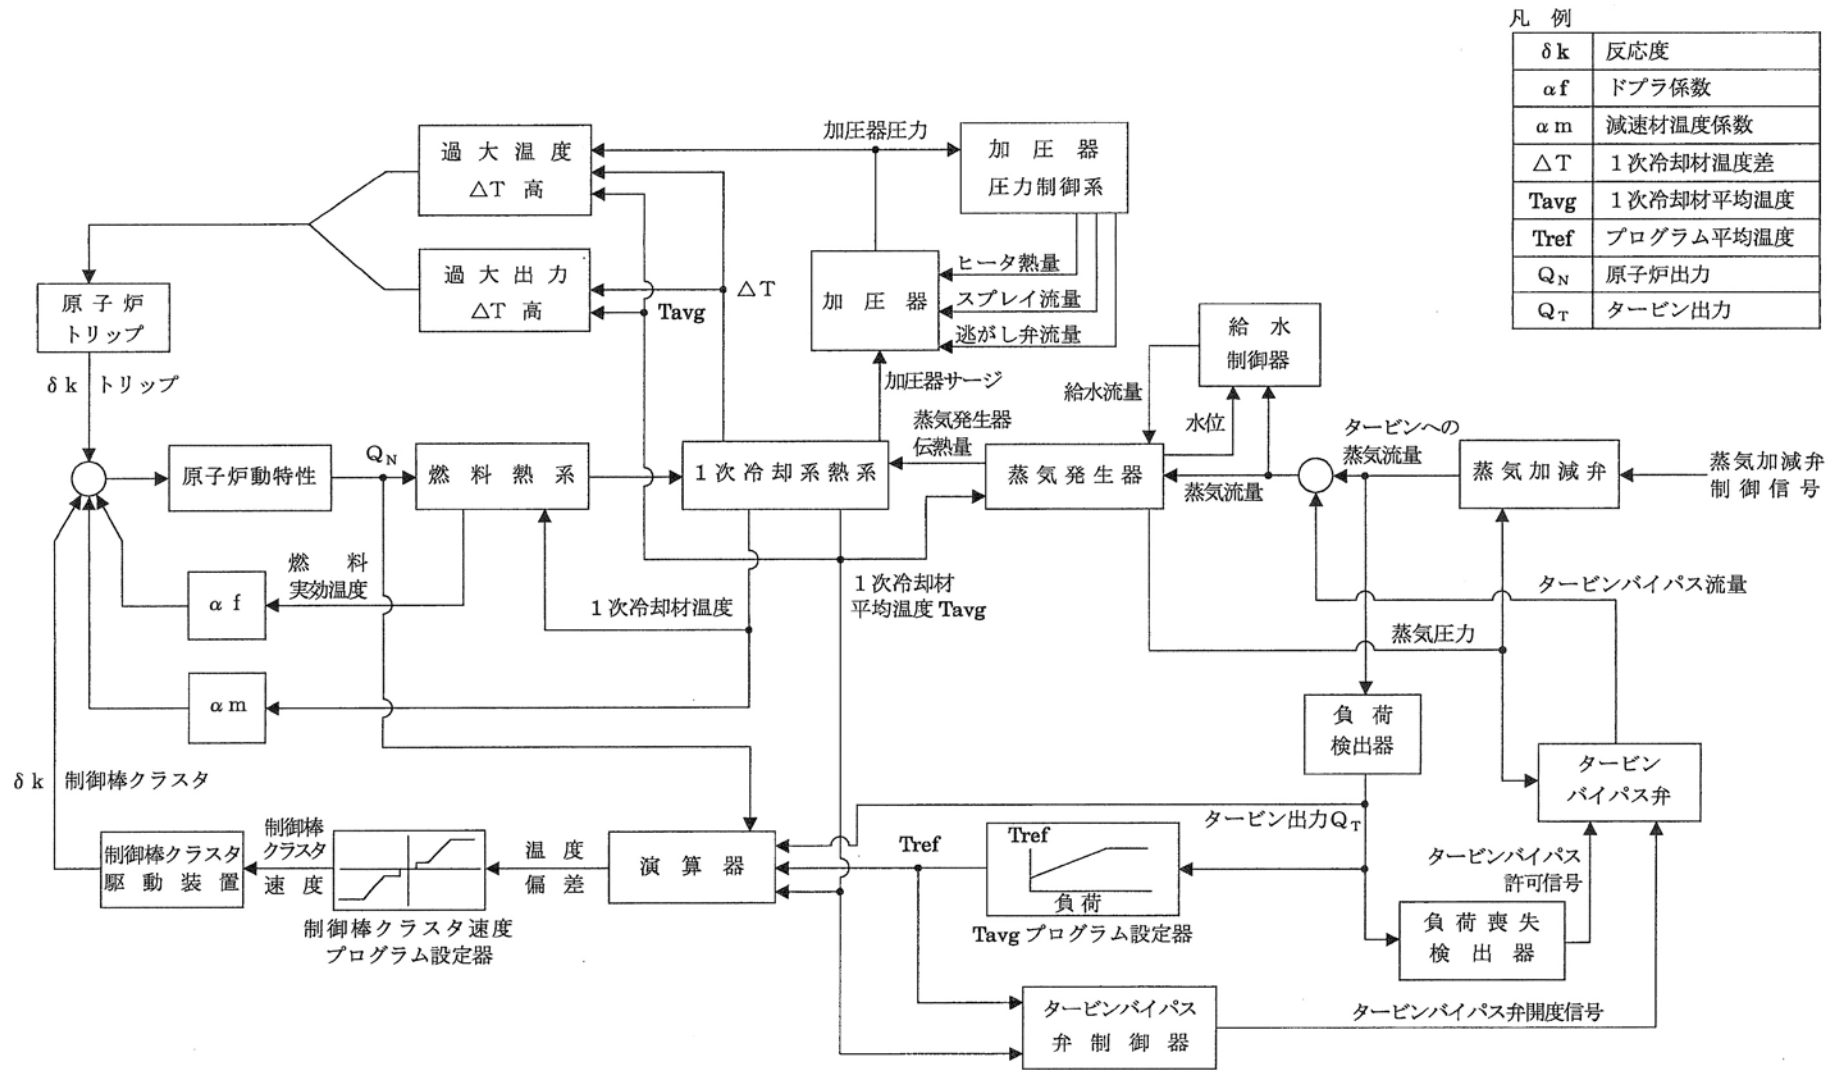 凡 例
δk 反応度
αf ドプラ係数
αm 減速材温度係数
△T 1次冷却材温度差
Tavg 1次冷却材平均温度
Tref プログラム平均温度
QN 原子炉出力
QT タービン出力
過大温度
△T 高
過大出力
△T 高
加圧器圧力
加圧器
圧力制御系
加圧器
ヒータ熱量
スプレイ流量
逃がし弁流量
△T
Tavg
原子炉
トリップ
δk トリップ
加圧器サージ
給水
制御器
給水流量
水位
蒸気発生器
伝熱量
タービンへの
蒸気流量
QN
原子炉動特性
燃料熱系
1次冷却系熱系
蒸気発生器
蒸気流量
蒸気加減弁
蒸気加減弁
制御信号
燃料
実効温度
αf
1次冷却材温度
1次冷却材
平均温度 Tavg
タービンバイパス流量
蒸気圧力
αm
負荷
検出器
タービン
バイパス弁
δk 制御棒クラスタ
タービン出力QT
制御棒クラスタ
駆動装置
制御棒
クラスタ
速度
温度
偏差
演算器
Tref
Tref
負荷
タービンバイパス
許可信号
制御棒クラスタ速度
プログラム設定器
Tavg プログラム設定器
負荷喪失
検出器
タービンバイパス
弁制御器
タービンバイパス弁開度信号